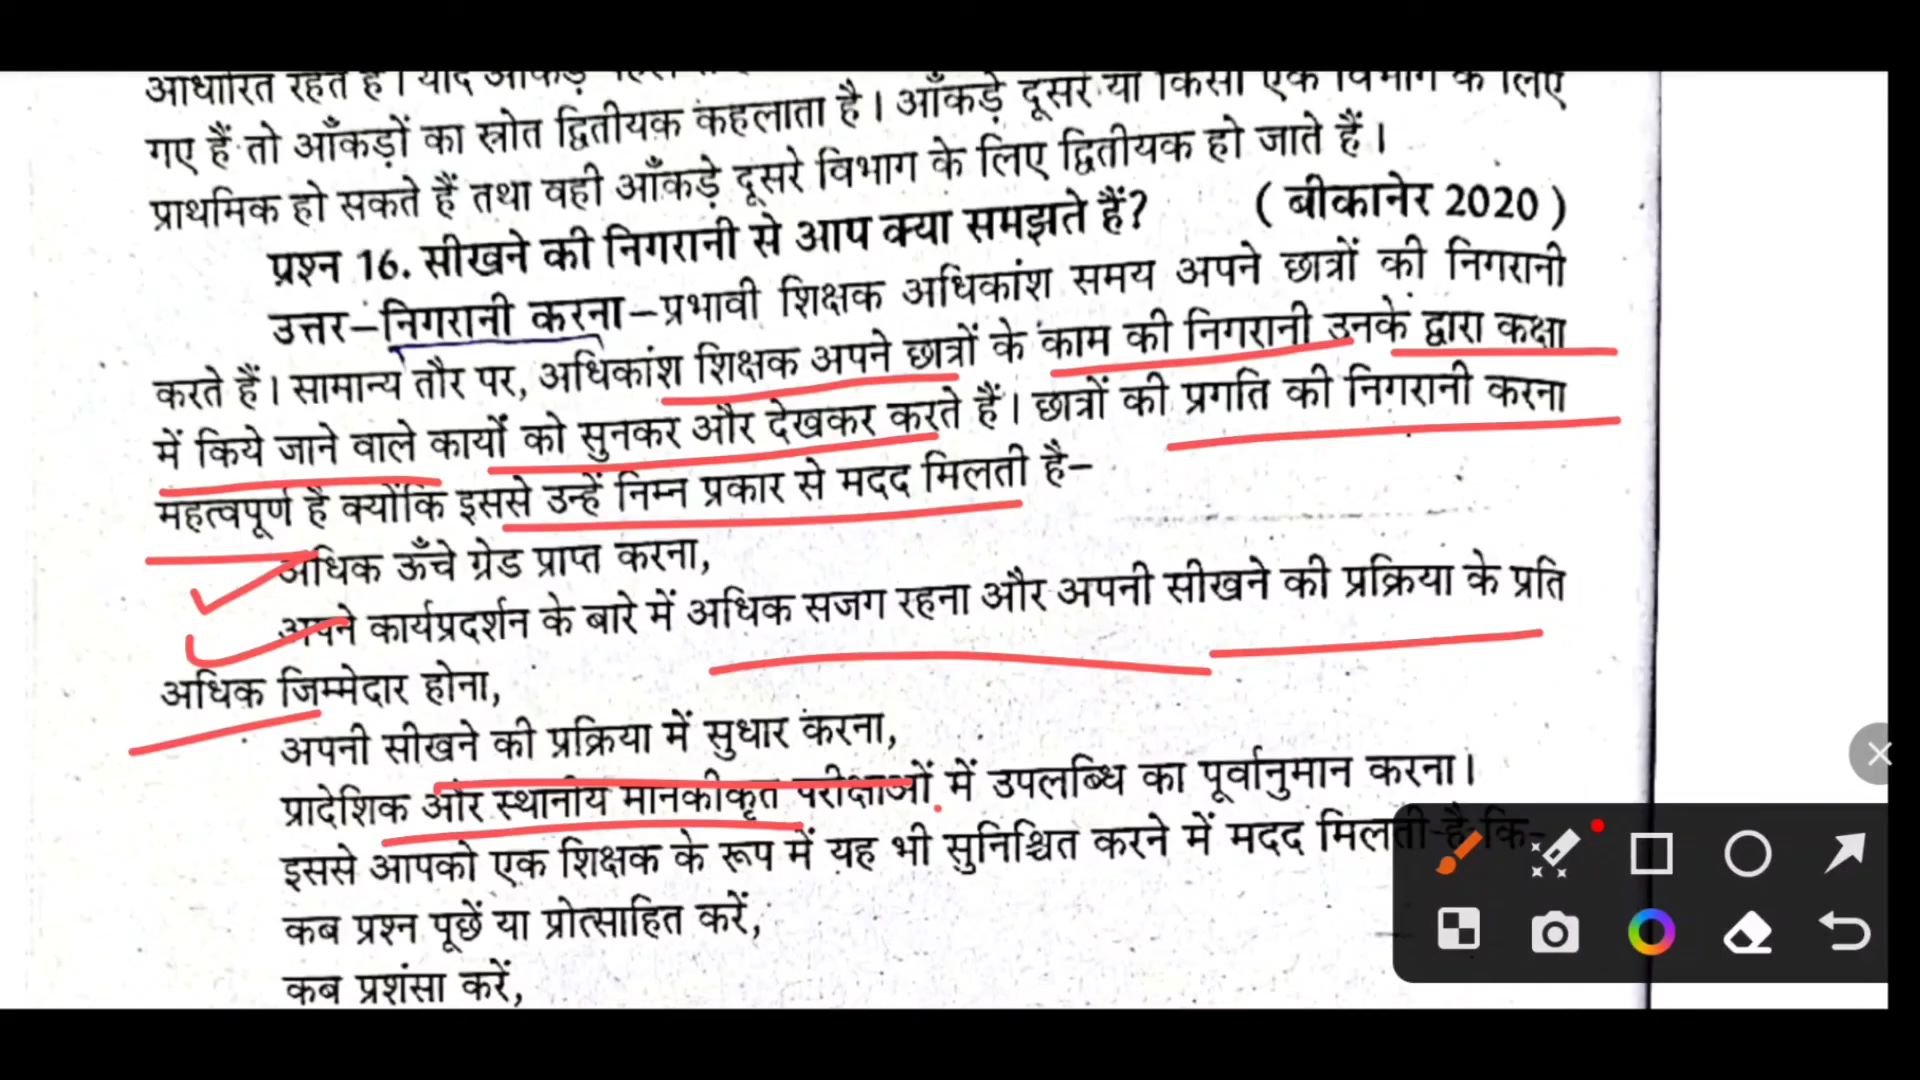 आधारित रहते हैं। यदि आँकड़े
आँकड़े दूसरे या किसी एक विभाग के लिए
गए हैं तो आँकड़ों का स्रोत द्वितीयक कहलाता है।
प्राथमिक हो सकते हैं तथा वही आँकड़े दूसरे विभाग के लिए द्वितीयक हो जाते हैं।
प्रश्न 16. सीखने की निगरानी से आप क्या समझते हैं? ( बीकानेर 2020 )
उत्तर–निगरानी करना–प्रभावी शिक्षक अधिकांश समय अपने छात्रों की निगरानी
करते हैं। सामान्य तौर पर, अधिकांश शिक्षक अपने छात्रों के काम की निगरानी उनके द्वारा कक्षा
में किये जाने वाले कार्यों को सुनकर और देखकर करते हैं। छात्रों की प्रगति की निगरानी करना
महत्वपूर्ण है क्योंकि इससे उन्हें निम्न प्रकार से मदद मिलती है–
अधिक ऊँचे ग्रेड प्राप्त करना,
अपने कार्यप्रदर्शन के बारे में अधिक सजग रहना और अपनी सीखने की प्रक्रिया के प्रति
अधिक जिम्मेदार होना,
अपनी सीखने की प्रक्रिया में सुधार करना,
प्रादेशिक और स्थानीय मानकीकृत परीक्षाओं में उपलब्धि का पूर्वानुमान करना।
इससे आपको एक शिक्षक के रूप में यह भी सुनिश्चित करने में मदद मिलती है कि–
कब प्रश्न पूछें या प्रोत्साहित करें,
कब प्रशंसा करें,